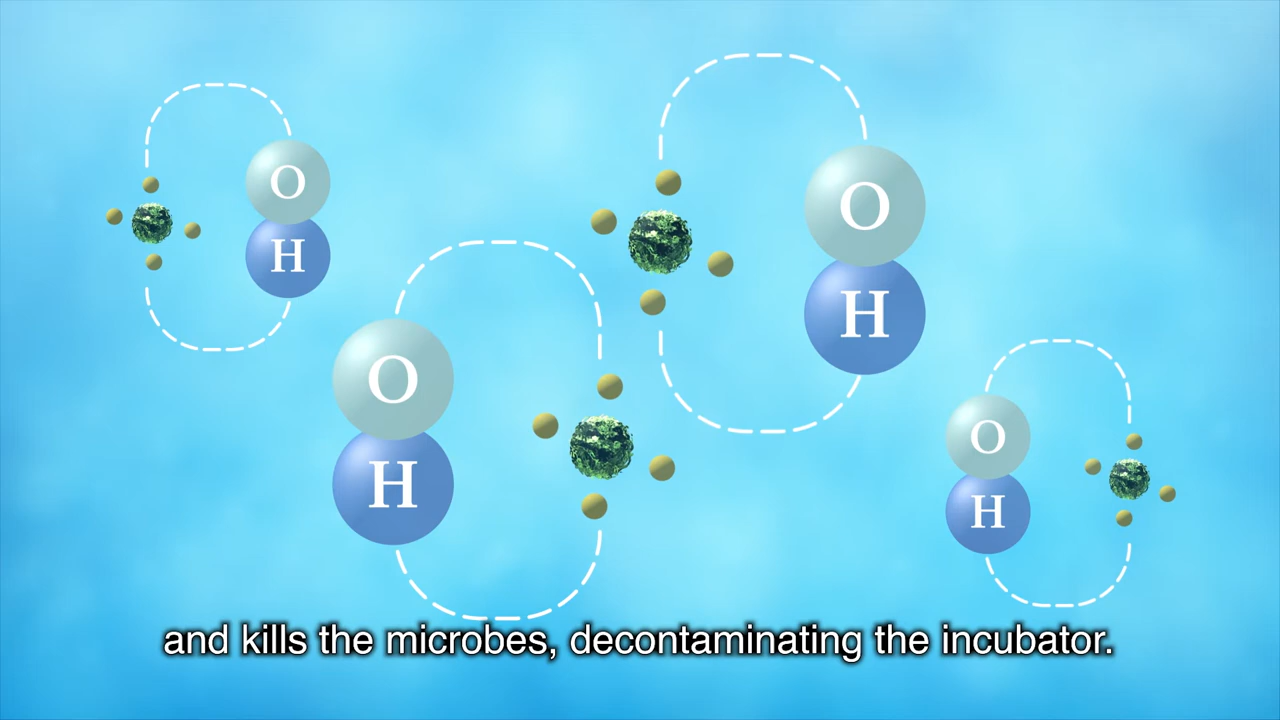 O
H
O
H
O
H
O
H
and kills the microbes, decontaminating the incubator.